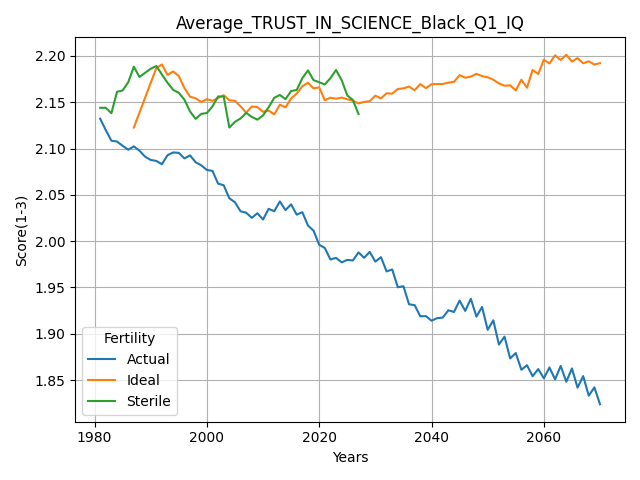 Average_TRUST_IN_SCIENCE_Black_Q1_IQ
Score(1-3)
2.20
2.15
2.10
2.05
2.00
1.95
1.90
1.85
Fertility
Actual
Ideal
Sterile
1980 2000 2020 2040 2060
Years